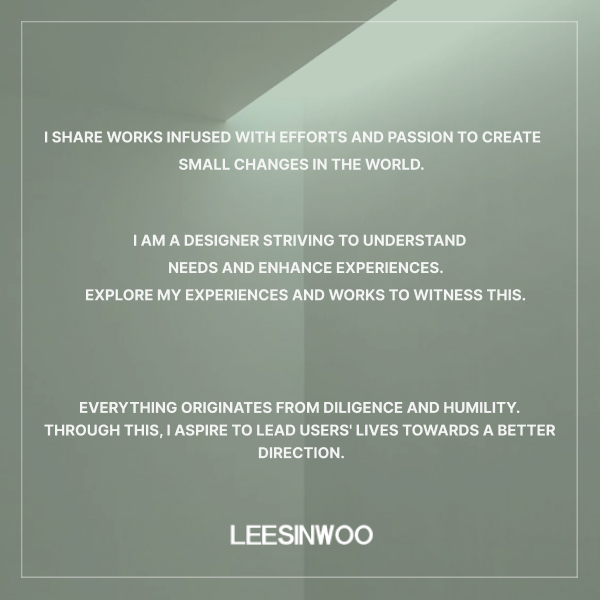 I SHARE WORKS INFUSED WITH EFFORTS AND PASSION TO CREATE
SMALL CHANGES IN THE WORLD.
I AM A DESIGNER STRIVING TO UNDERSTAND
NEEDS AND ENHANCE EXPERIENCES.
EXPLORE MY EXPERIENCES AND WORKS TO WITNESS THIS.
EVERYTHING ORIGINATES FROM DILIGENCE AND HUMILITY.
THROUGH THIS, I ASPIRE TO LEAD USERS' LIVES TOWARDS A BETTER
DIRECTION.
LEESINWOO